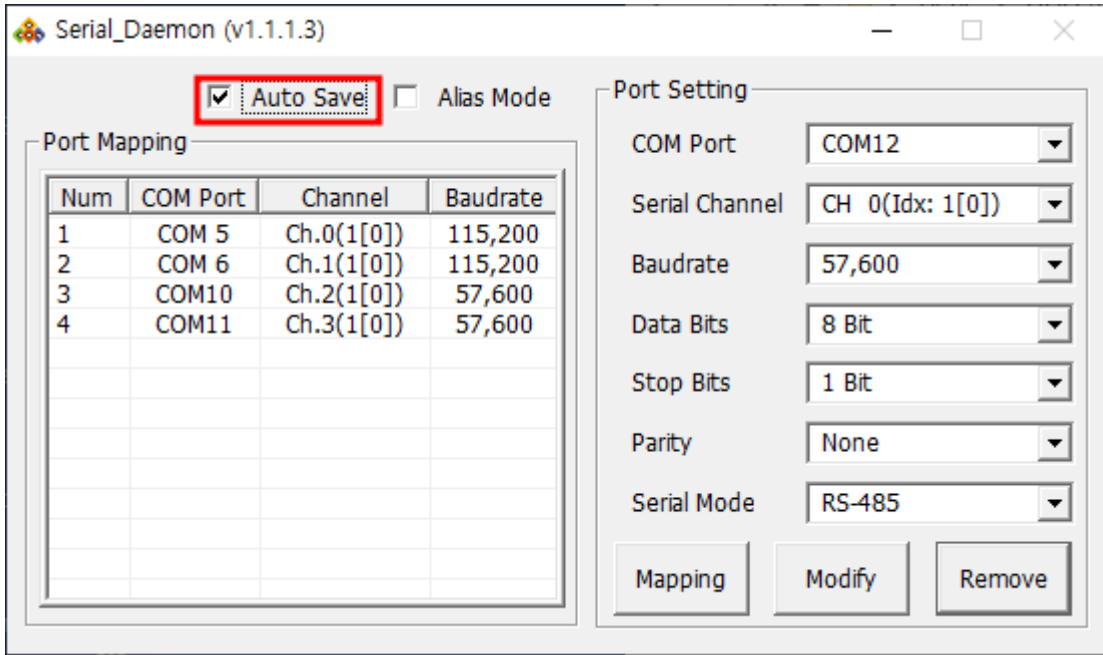 Serial_Daemon (v1.1.1.3)
Auto Save Alias Mode
Port Mapping
Num COM Port Channel Baudrate
1 COM 5 Ch.0(1[0]) 115,200
2 COM 6 Ch.1(1[0]) 115,200
3 COM10 Ch.2(1[0]) 57,600
4 COM11 Ch.3(1[0]) 57,600
Port Setting
COM Port COM12
Serial Channel CH 0(Idx: 1[0])
Baudrate 57,600
Data Bits 8 Bit
Stop Bits 1 Bit
Parity None
Serial Mode RS-485
Mapping Modify Remove